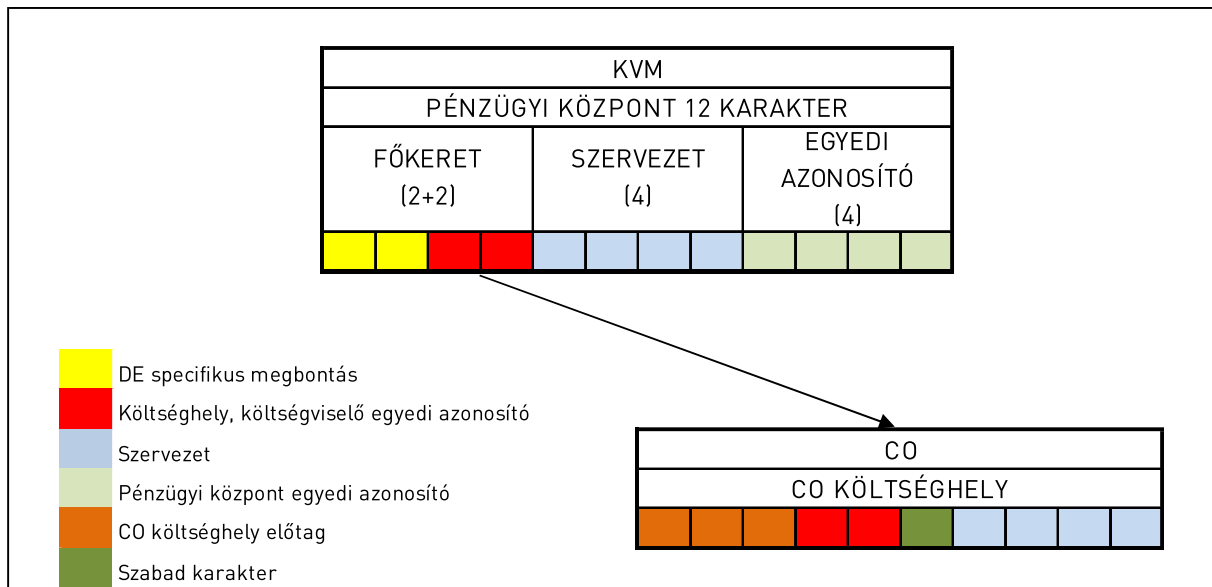 KVM
PÉNZÜGYI KÖZPONT 12 KARAKTER
FŐKERET
(2+2)
SZERVEZET
(4)
EGYEDI
AZONOSÍTÓ
(4)
DE specifikus megbontás
Költséghely, költségviselő egyedi azonosító
Szervezet
Pénzügyi központ egyedi azonosító
CO költséghely előtag
Szabad karakter
CO
CO KÖLTSÉGHELY